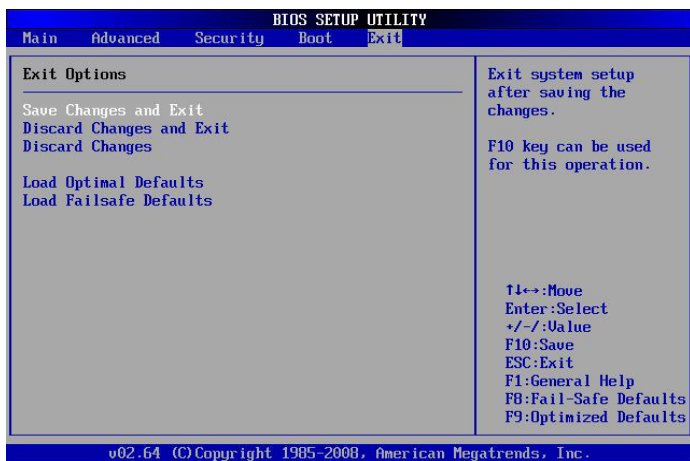 BIOS SETUP UTILITY
Main Advanced Security Boot Exit
Exit Options
Save Changes and Exit
Discard Changes and Exit
Discard Changes
Load Optimal Defaults
Load Failsafe Defaults
Exit system setup
after saving the
changes.
F10 key can be used
for this operation.
↑↓↔:Move
Enter:Select
+/-/:Value
F10:Save
ESC:Exit
F1:General Help
F8:Fail-Safe Defaults
F9:Optimized Defaults
v02.64 (C)Copyright 1985-2008, American Megatrends, Inc.